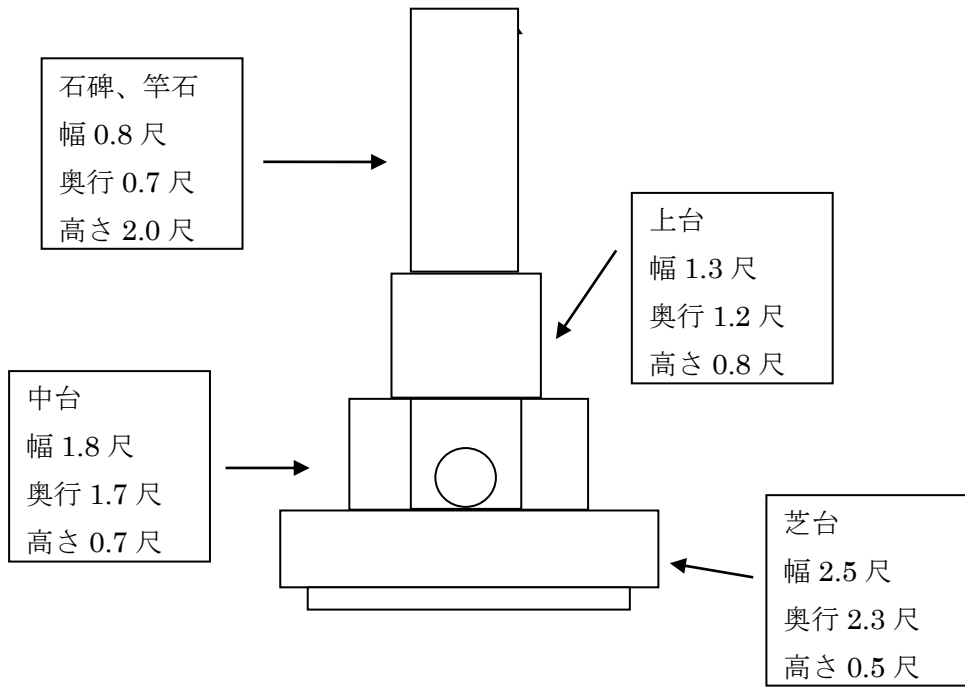 石碑、竿石
幅 0.8 尺
奥行 0.7 尺
高さ 2.0 尺
上台
幅 1.3 尺
奥行 1.2 尺
高さ 0.8 尺
中台
幅 1.8 尺
奥行 1.7 尺
高さ 0.7 尺
芝台
幅 2.5 尺
奥行 2.3 尺
高さ 0.5 尺